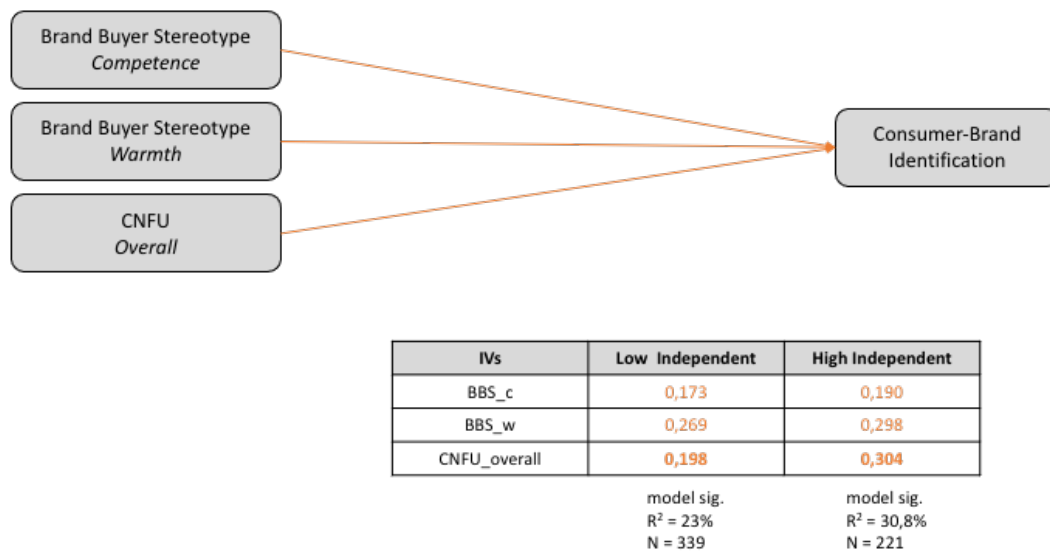 Brand Buyer Stereotype
Competence
Brand Buyer Stereotype
Warmth
CNFU
Overall
Consumer-Brand
Identification
IVs Low Independent High Independent
BBS_c 0,173 0,190
BBS_w 0,269 0,298
CNFU_overall 0,198 0,304
model sig. model sig.
R² = 23% R² = 30,8%
N = 339 N = 221